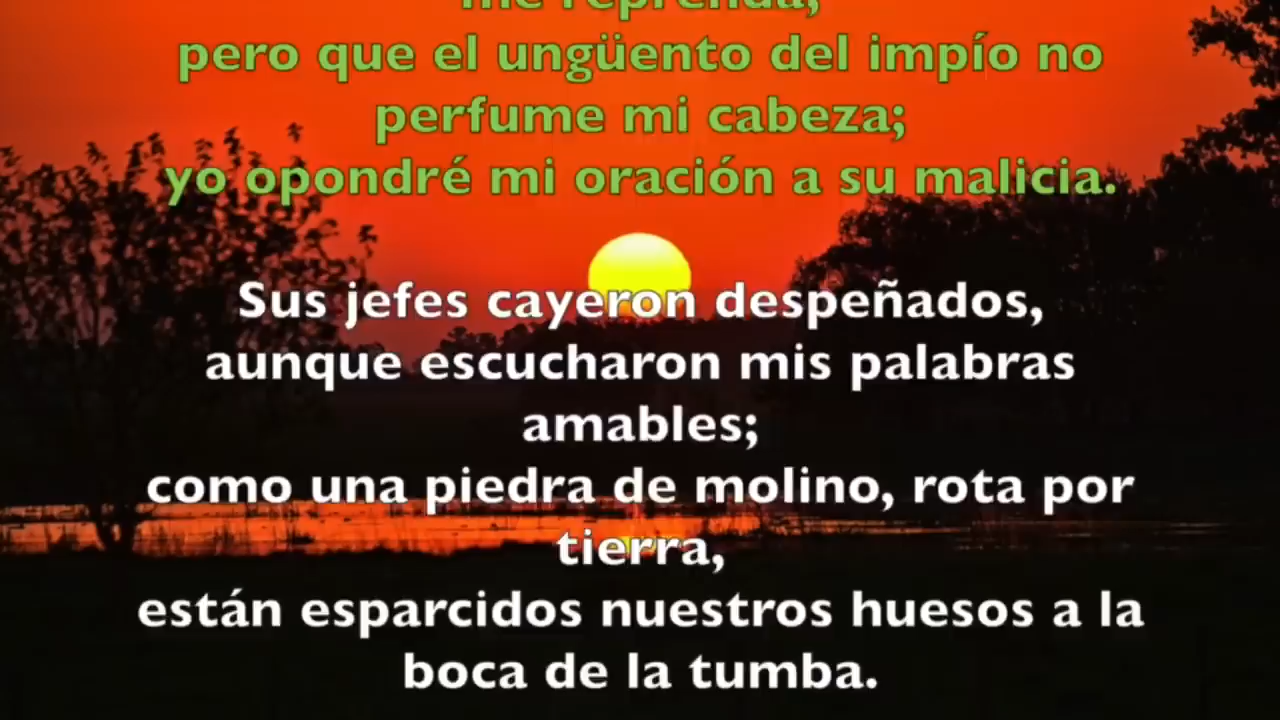 me reprenda,
pero que el ungüento del impío no
perfume mi cabeza;
yo opondré mi oración a su malicia.
Sus jefes cayeron despeñados,
aunque escucharon mis palabras
amables;
como una piedra de molino, rota por
tierra,
están esparcidos nuestros huesos a la
boca de la tumba.